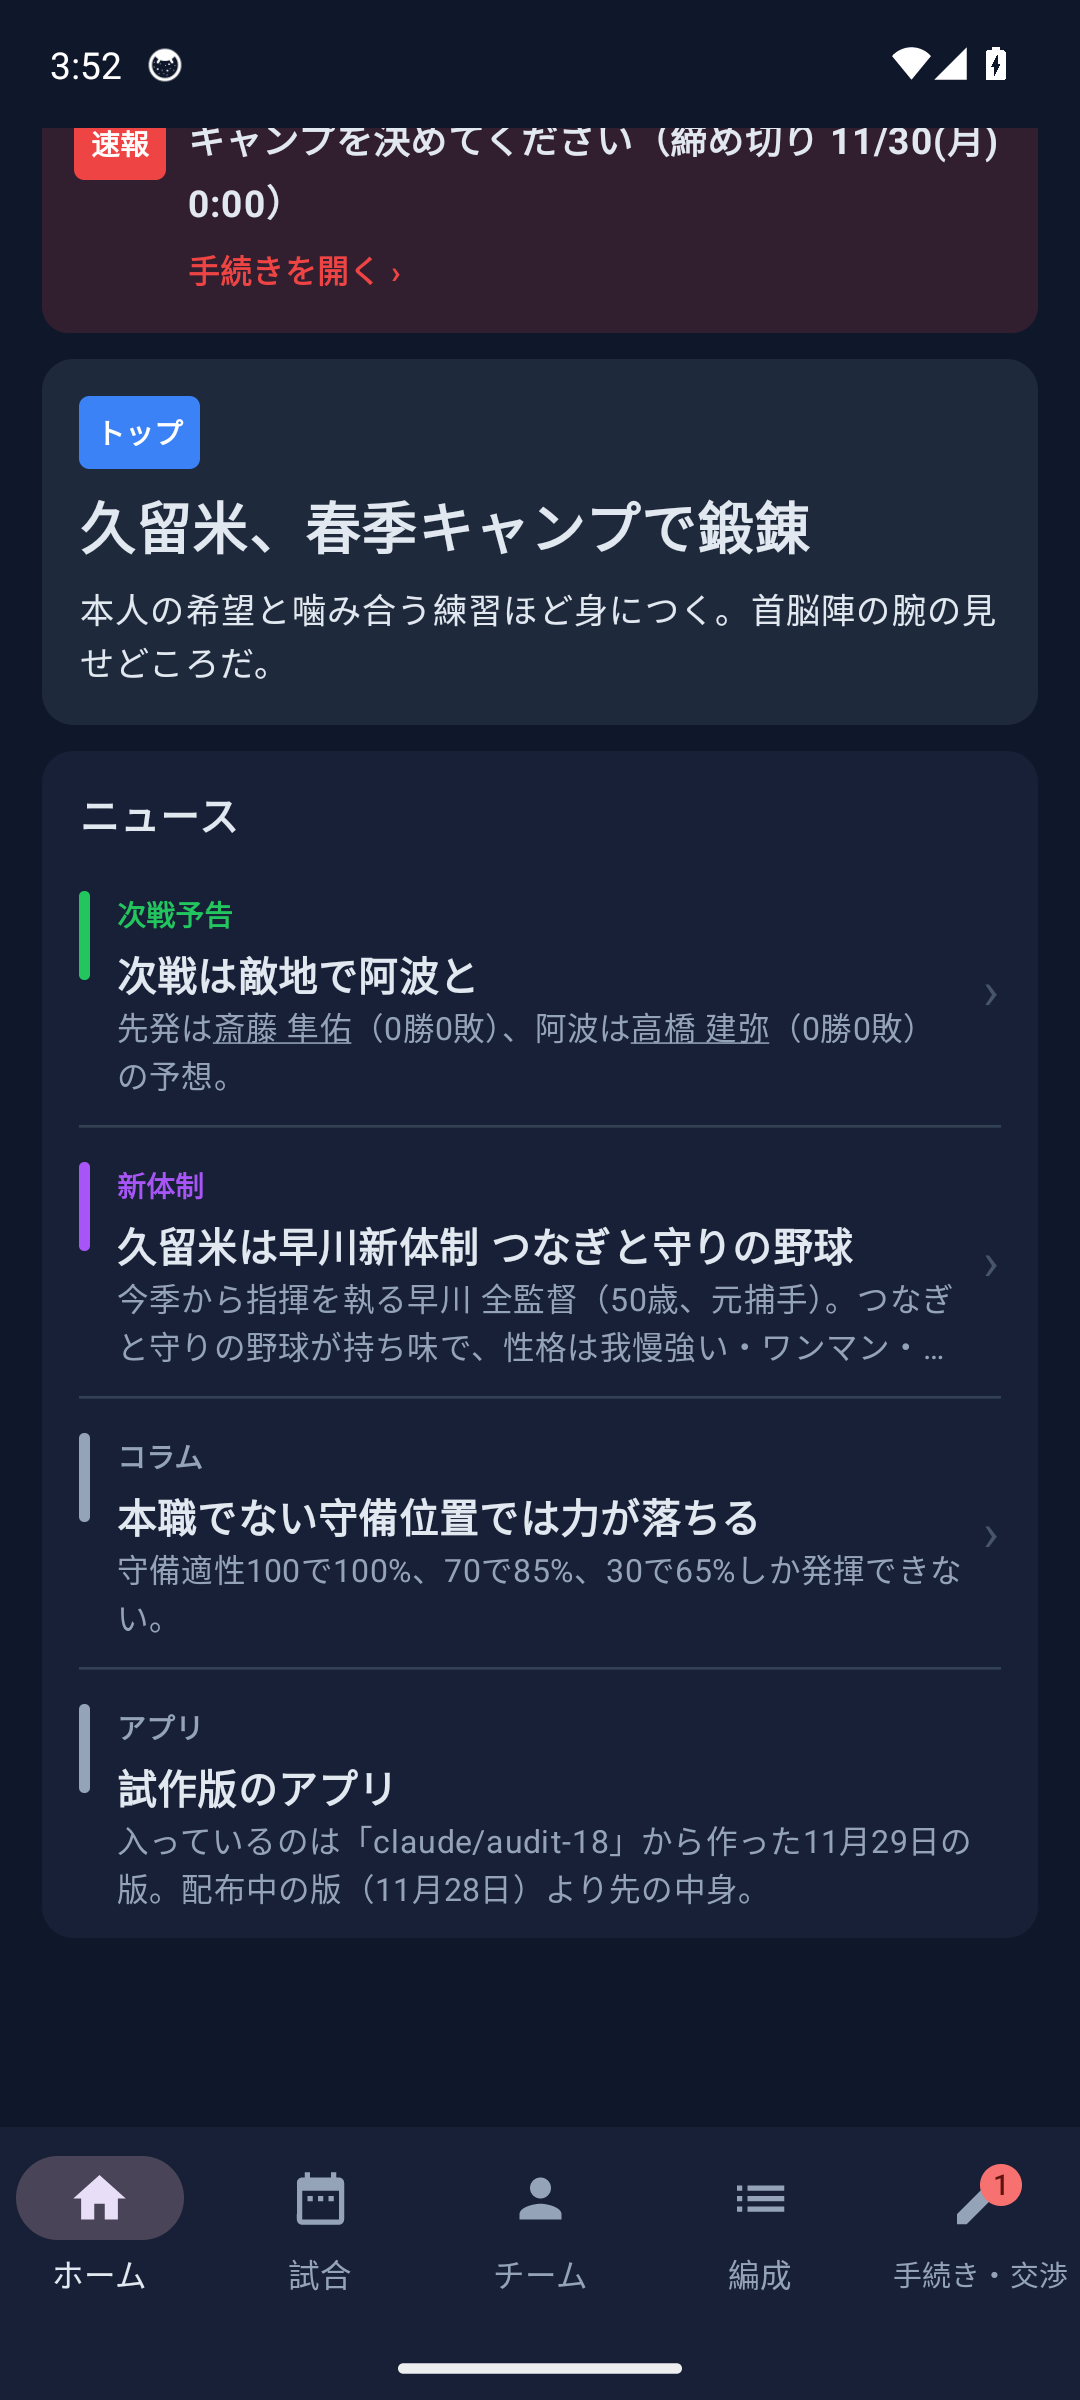 3:52
速報
キャンプを決めてください（締め切り 11/30(月)
0:00）
手続きを開く ›
トップ
久留米、春季キャンプで鍛錬
本人の希望と噛み合う練習ほど身につく。首脳陣の腕の見
せどころだ。
ニュース
次戦予告
次戦は敵地で阿波と
先発は斎藤 隼佑（0勝0敗）、阿波は高橋 建弥（0勝0敗）
の予想。
新体制
久留米は早川新体制 つなぎと守りの野球
今季から指揮を執る早川 全監督（50歳、元捕手）。つなぎ
と守りの野球が持ち味で、性格は我慢強い・ワンマン・…
コラム
本職でない守備位置では力が落ちる
守備適性100で100%、70で85%、30で65%しか発揮できな
い。
アプリ
試作版のアプリ
入っているのは「claude/audit-18」から作った11月29日の
版。配布中の版（11月28日）より先の中身。
1
ホーム
試合
チーム
編成
手続き・交渉